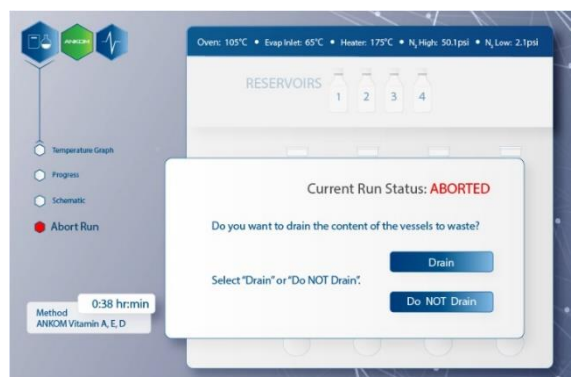 ANKOM
Oven: 105°C • Evap Inlet: 65°C • Heater: 175°C • N₂ High: 50.1psi • N₂ Low: 2.1psi
RESERVOIRS
1 2 3 4
Temperature Graph
Progress
Schematic
Abort Run
Current Run Status: ABORTED
Do you want to drain the content of the vessels to waste?
Drain
Select "Drain" or "Do NOT Drain".
Do NOT Drain
0:38 hr:min
Method
ANKOM Vitamin A, E, D